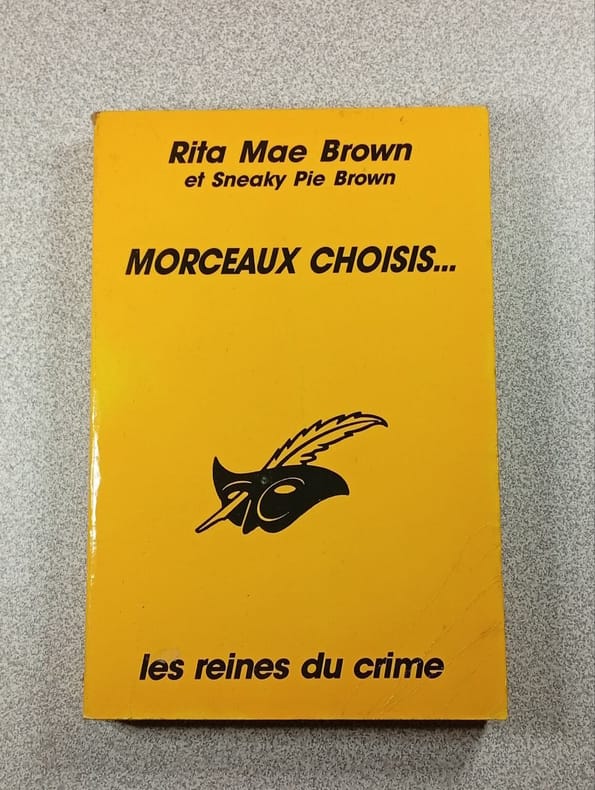 Rita Mae Brown
et Sneaky Pie Brown
MORCEAUX CHOISIS...
les reines du crime